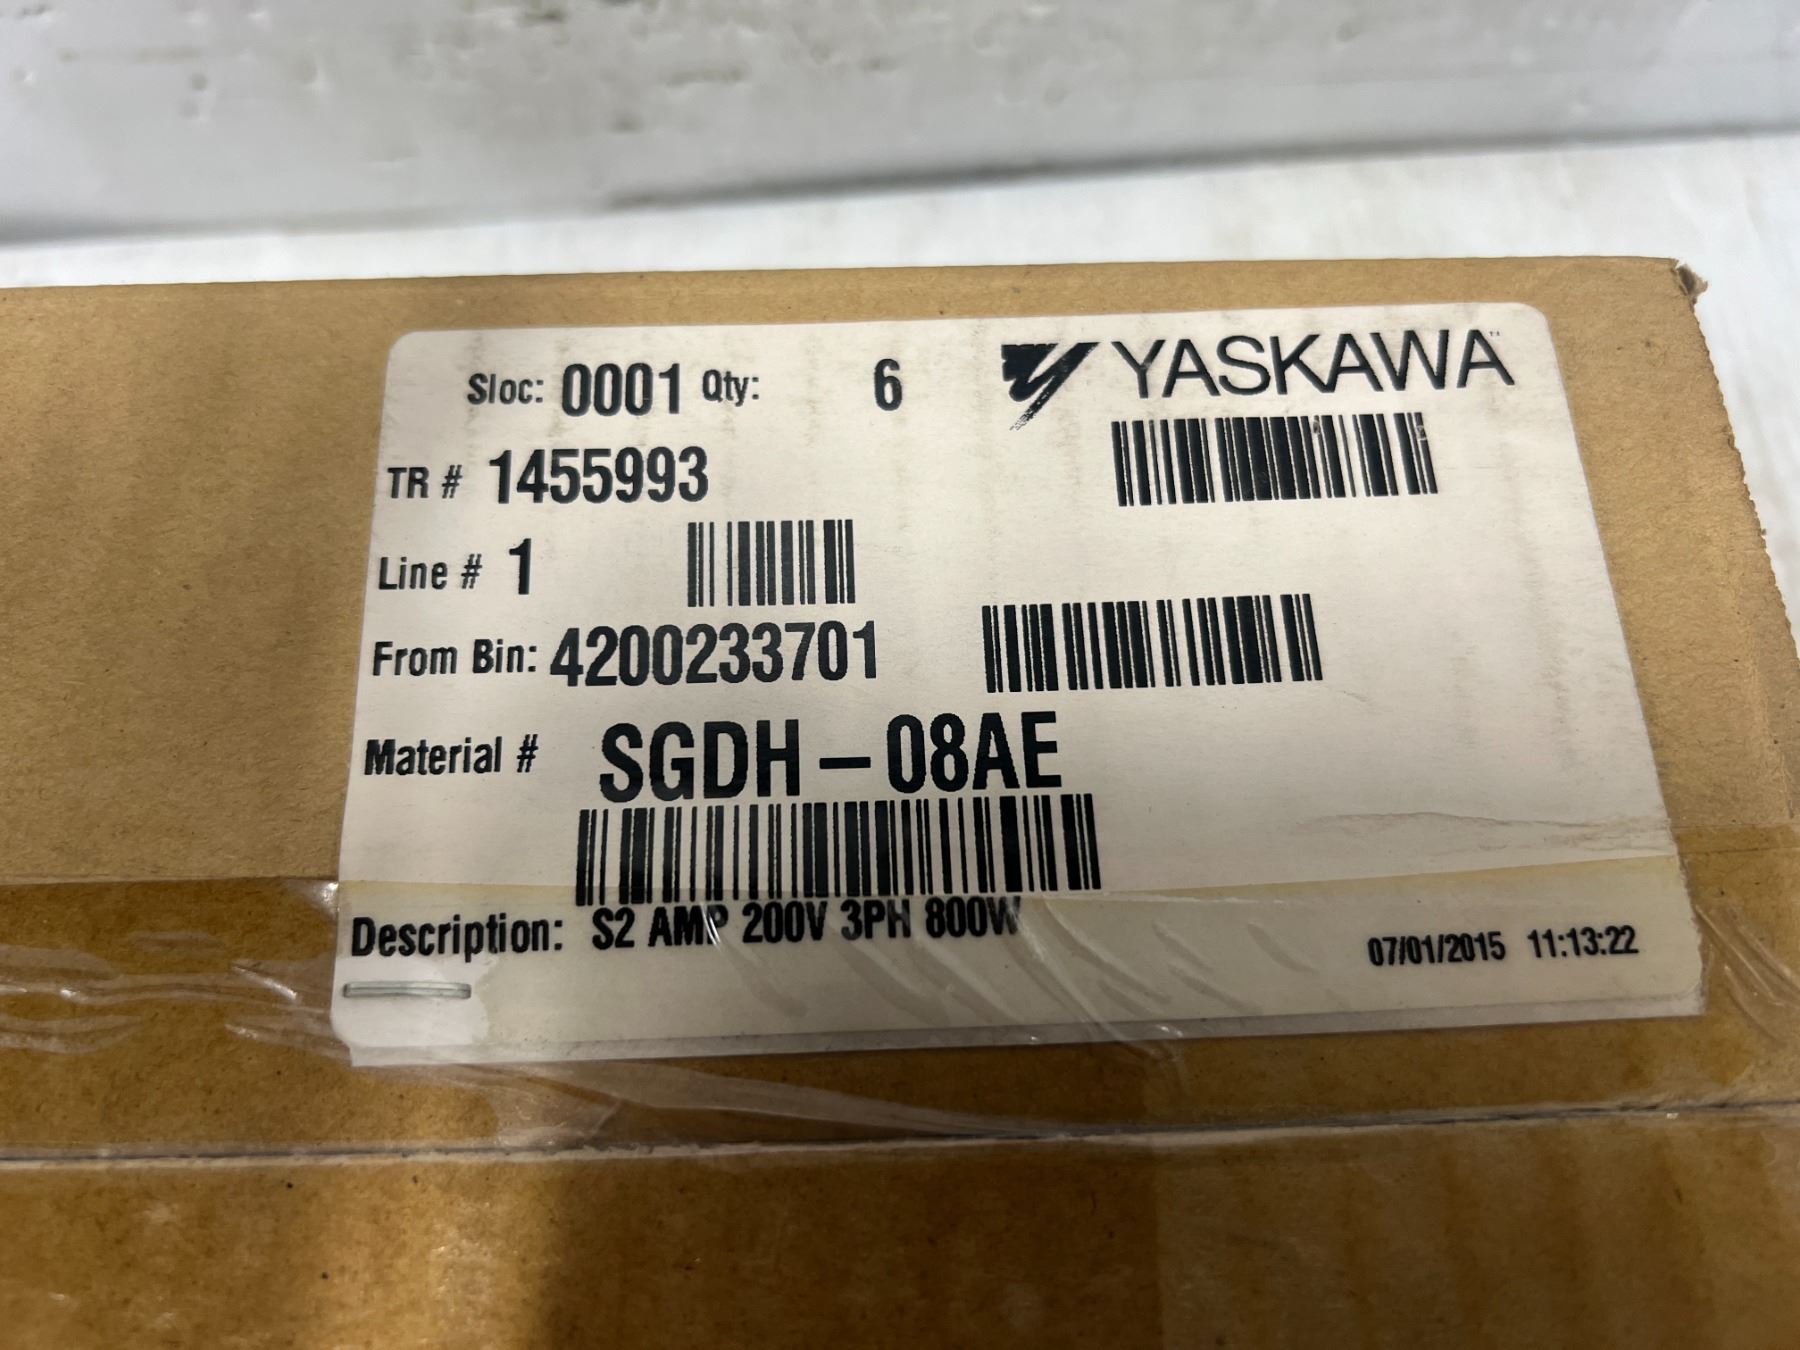 Sloc: 0001 Qty: 6
YASKAWA
TR # 1455993
Line # 1
From Bin: 4200233701
Material # SGDH-08AE
Description: S2 AMP 200V 3PH 800W
07/01/2015 11:13:22